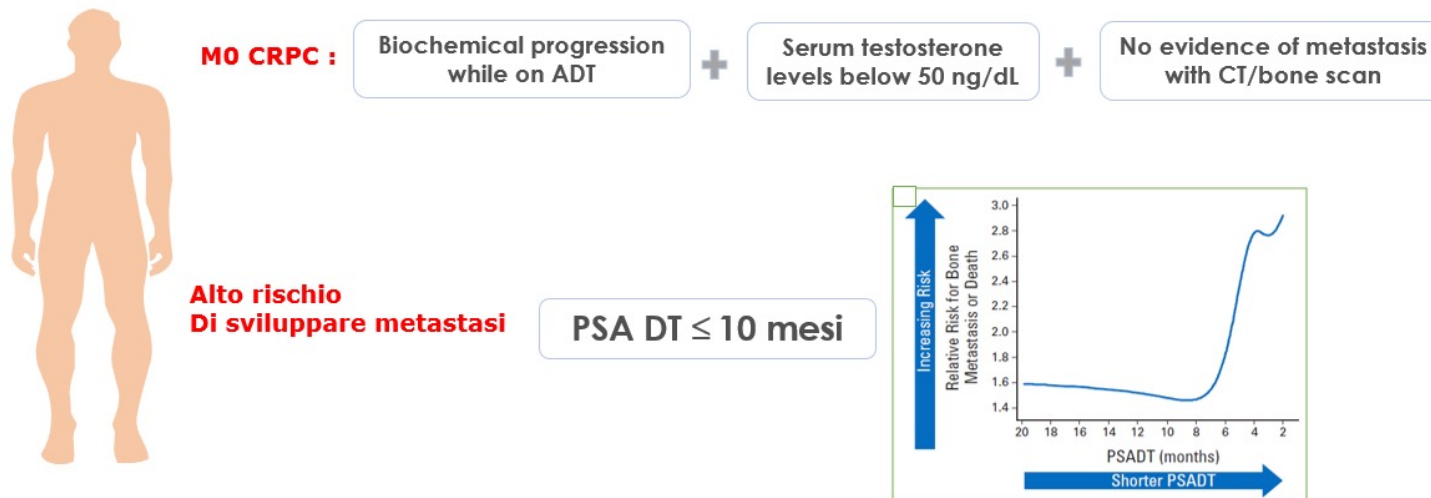 M0 CRPC :
Biochemical progression
while on ADT
+
Serum testosterone
levels below 50 ng/dL
+
No evidence of metastasis
with CT/bone scan
Alto rischio
Di sviluppare metastasi
PSA DT ≤ 10 mesi
Increasing Risk
Relative Risk for Bone
Metastasis or Death
3.0
2.8
2.6
2.4
2.2
2.0
1.8
1.6
1.4
20 18 16 14 12 10 8 6 4 2
PSADT (months)
Shorter PSADT